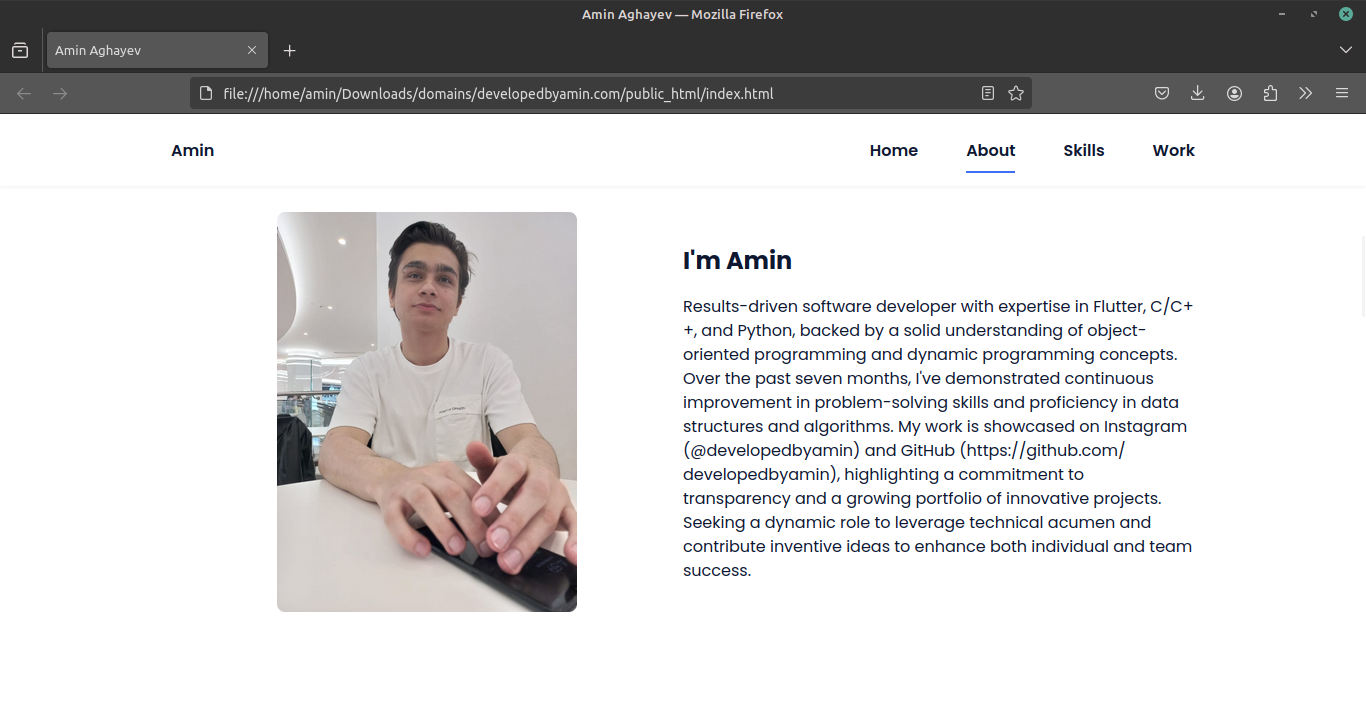 Amin Aghayev — Mozilla Firefox
Amin Aghayev
file:///home/amin/Downloads/domains/developedbyamin.com/public_html/index.html
Amin
Home
About
Skills
Work
I'm Amin
Results-driven software developer with expertise in Flutter, C/C+
+, and Python, backed by a solid understanding of object-
oriented programming and dynamic programming concepts.
Over the past seven months, I've demonstrated continuous
improvement in problem-solving skills and proficiency in data
structures and algorithms. My work is showcased on Instagram
(@developedbyamin) and GitHub (https://github.com/
developedbyamin), highlighting a commitment to
transparency and a growing portfolio of innovative projects.
Seeking a dynamic role to leverage technical acumen and
contribute inventive ideas to enhance both individual and team
success.